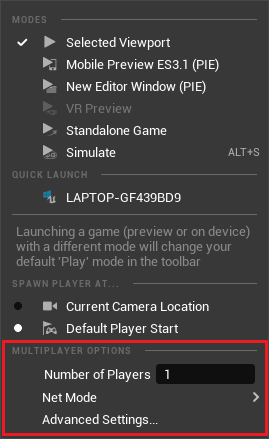 MODES
Selected Viewport
Mobile Preview ES3.1 (PIE)
New Editor Window (PIE)
VR Preview
Standalone Game
Simulate ALT+S
QUICK LAUNCH
LAPTOP-GF439BD9
Launching a game (preview or on device)
with a different mode will change your
default 'Play' mode in the toolbar
SPAWN PLAYER AT...
Current Camera Location
Default Player Start
MULTIPLAYER OPTIONS
Number of Players 1
Net Mode
Advanced Settings...